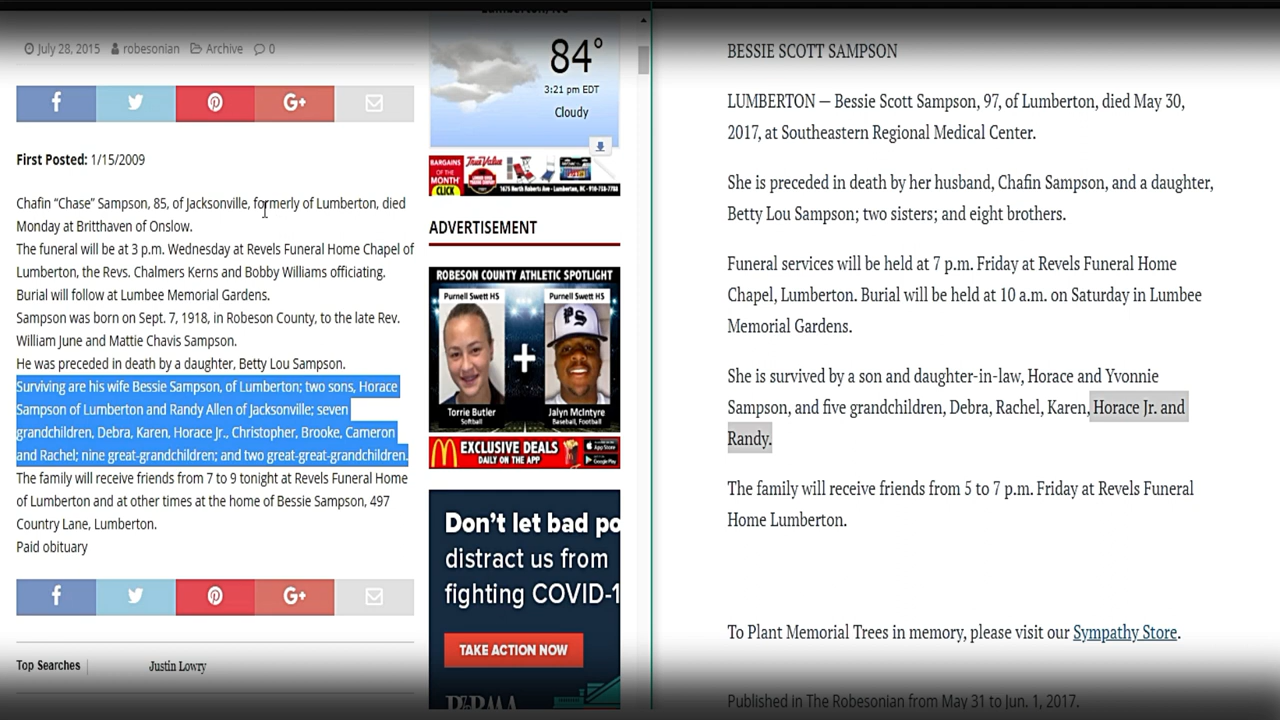 July 28, 2015 robesonian Archive 0
First Posted: 1/15/2009
Chafin “Chase” Sampson, 85, of Jacksonville, formerly of Lumberton, died
Monday at Britthaven of Onslow.
The funeral will be at 3 p.m. Wednesday at Revels Funeral Home Chapel of
Lumberton, the Revs. Chalmers Kerns and Bobby Williams officiating.
Burial will follow at Lumbee Memorial Gardens.
Sampson was born on Sept. 7, 1918, in Robeson County, to the late Rev.
William June and Mattie Chavis Sampson.
He was preceded in death by a daughter, Betty Lou Sampson.
Surviving are his wife Bessie Sampson, of Lumberton; two sons, Horace
Sampson of Lumberton and Randy Allen of Jacksonville; seven
grandchildren, Debra, Karen, Horace Jr., Christopher, Brooke, Cameron
and Rachel; nine great-grandchildren; and two great-great-grandchildren.
The family will receive friends from 7 to 9 tonight at Revels Funeral Home
of Lumberton and at other times at the home of Bessie Sampson, 497
Country Lane, Lumberton.
Paid obituary
Top Searches
Justin Lowry
84°
3:21 pm EDT
Cloudy
BARGAINS
OF THE
MONTH
CLICK
True Value
1675 North Roberts Ave - Lumberton, NC - 910-738-7788
ADVERTISEMENT
ROBESON COUNTY ATHLETIC SPOTLIGHT
Purnell Swett HS
Purnell Swett HS
PS
Torrie Butler
Softball
Jalyn McIntyre
Baseball, Football
EXCLUSIVE DEALS
DAILY ON THE APP
Don’t let bad po
distract us from
fighting COVID-1
TAKE ACTION NOW
BESSIE SCOTT SAMPSON
LUMBERTON — Bessie Scott Sampson, 97, of Lumberton, died May 30,
2017, at Southeastern Regional Medical Center.
She is preceded in death by her husband, Chafin Sampson, and a daughter,
Betty Lou Sampson; two sisters; and eight brothers.
Funeral services will be held at 7 p.m. Friday at Revels Funeral Home
Chapel, Lumberton. Burial will be held at 10 a.m. on Saturday in Lumbee
Memorial Gardens.
She is survived by a son and daughter-in-law, Horace and Yvonnie
Sampson, and five grandchildren, Debra, Rachel, Karen, Horace Jr. and
Randy.
The family will receive friends from 5 to 7 p.m. Friday at Revels Funeral
Home Lumberton.
To Plant Memorial Trees in memory, please visit our Sympathy Store.
Published in The Robesonian from May 31 to Jun. 1, 2017.